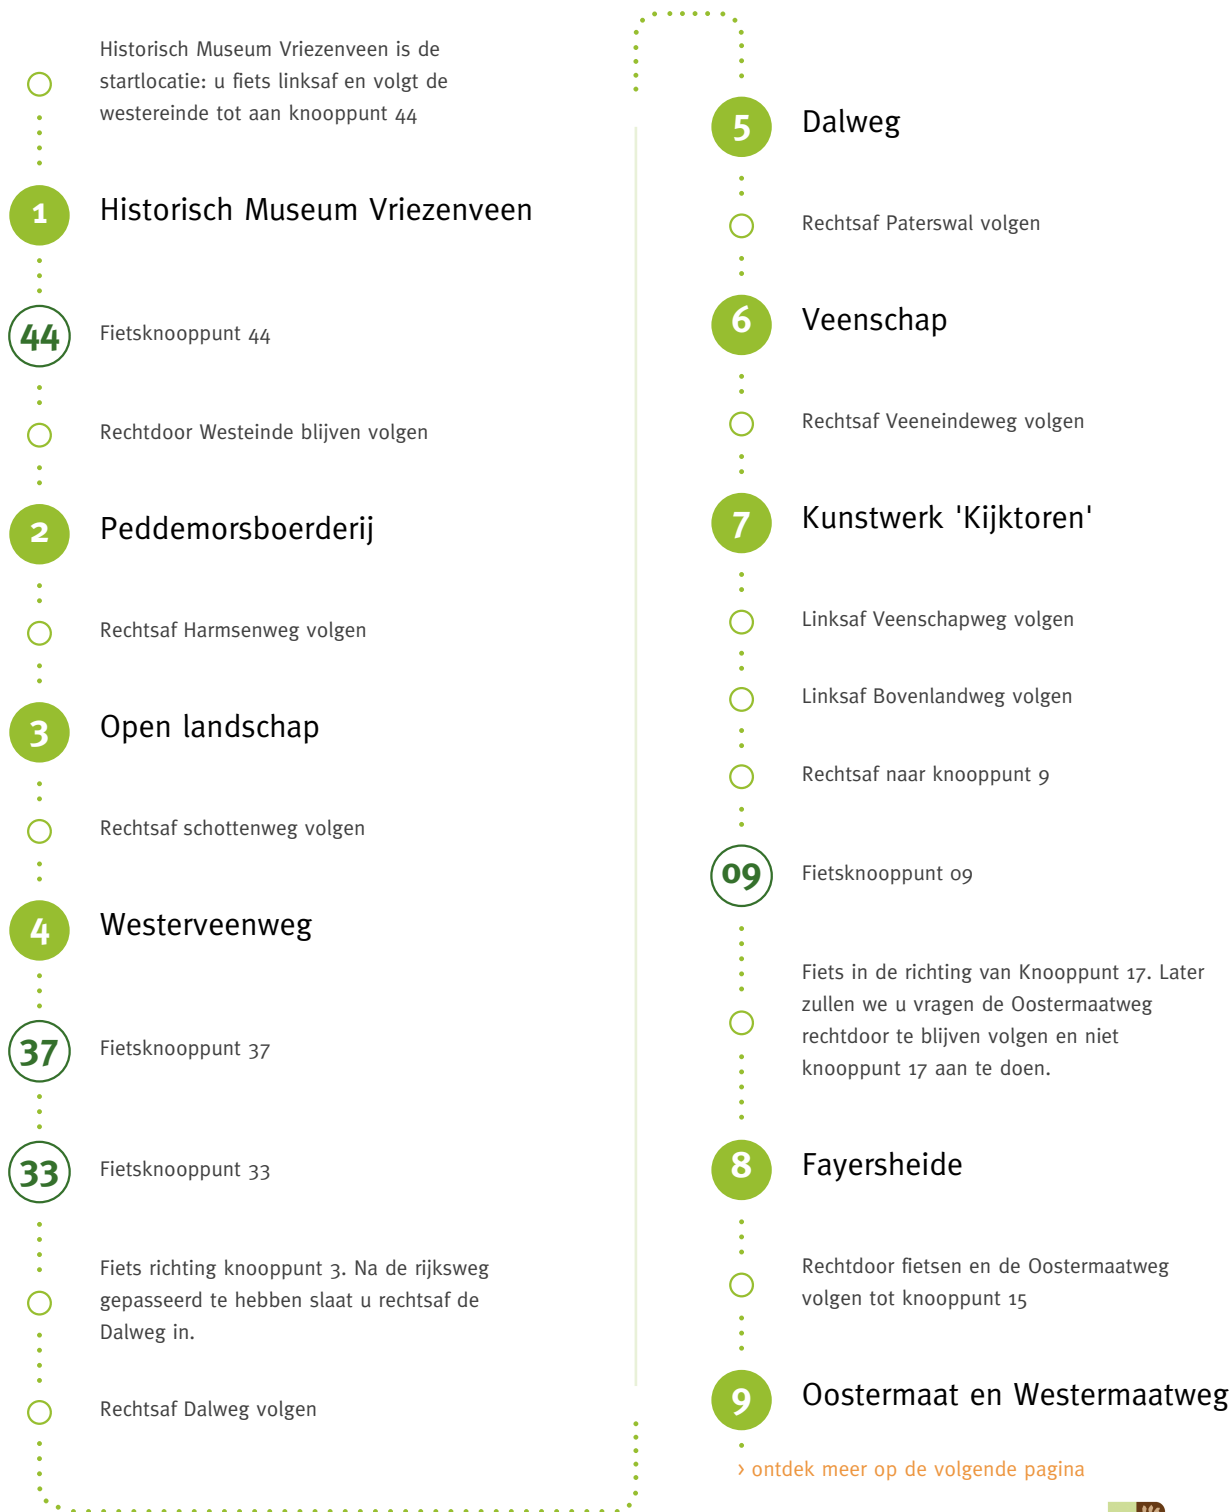 Historisch Museum Vriezenveen is de
startlocatie: u fiets linksaf en volgt de
westereinde tot aan knooppunt 44
1
Historisch Museum Vriezenveen
44
Fietsknooppunt 44
Rechtdoor Westeinde blijven volgen
2
Peddemorsboerderij
Rechtsaf Harmsenweg volgen
3
Open landschap
Rechtsaf schottenweg volgen
4
Westerveenweg
37
Fietsknooppunt 37
33
Fietsknooppunt 33
Fiets richting knooppunt 3. Na de rijksweg
gepasseerd te hebben slaat u rechtsaf de
Dalweg in.
Rechtsaf Dalweg volgen
5
Dalweg
Rechtsaf Paterswal volgen
6
Veenschap
Rechtsaf Veeneindeweg volgen
7
Kunstwerk 'Kijktoren'
Linksaf Veenschapweg volgen
Linksaf Bovenlandweg volgen
Rechtsaf naar knooppunt 9
09
Fietsknooppunt 09
Fiets in de richting van Knooppunt 17. Later
zullen we u vragen de Oostermaatweg
rechtdoor te blijven volgen en niet
knooppunt 17 aan te doen.
8
Fayersheide
Rechtdoor fietsen en de Oostermaatweg
volgen tot knooppunt 15
9
Oostermaat en Westermaatweg
> ontdek meer op de volgende pagina